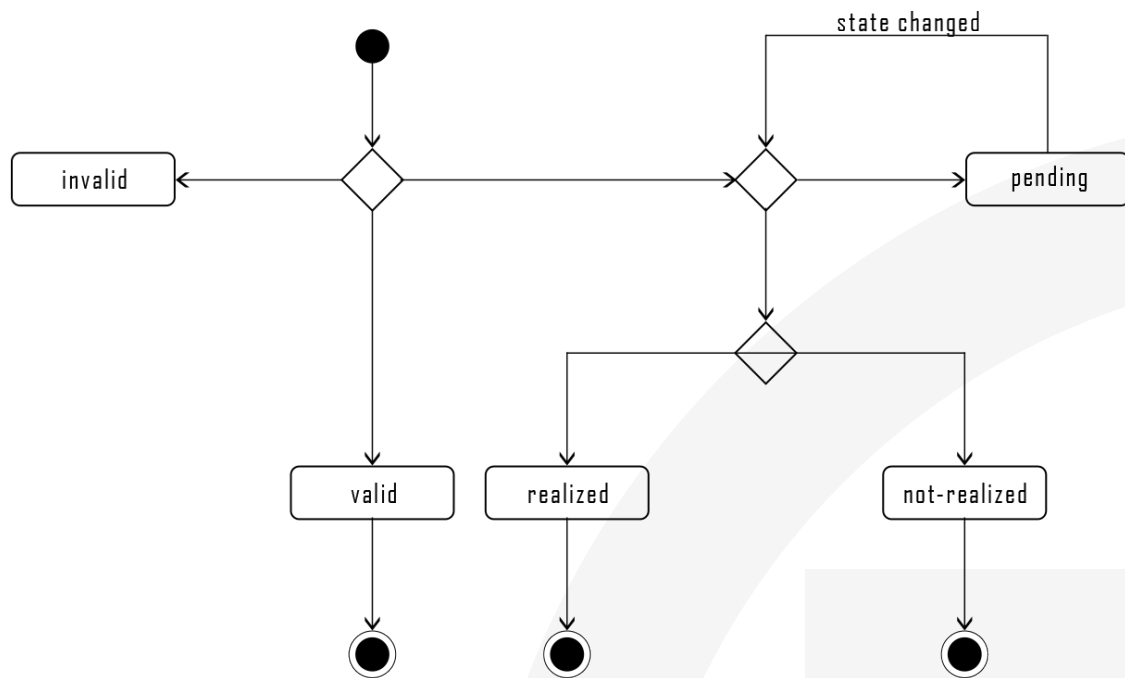 state changed
invalid
pending
valid
realized
not-realized